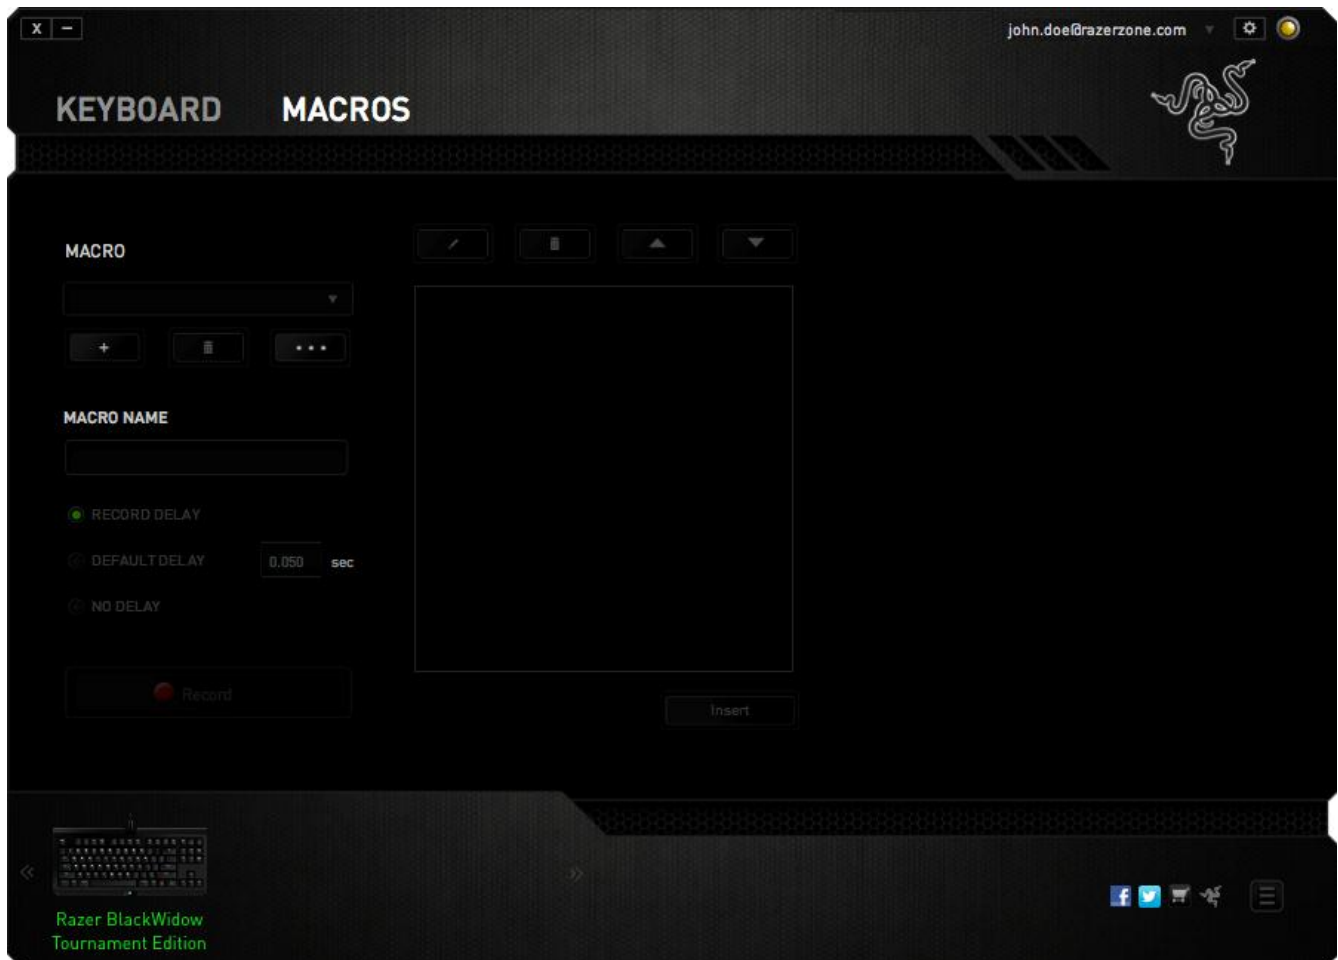 X −
john.doe@razerzone.com
KEYBOARD MACROS
MACRO
+
MACRO NAME
RECORD DELAY
DEFAULT DELAY 0.050 sec
NO DELAY
Record
Insert
Razer BlackWidow
Tournament Edition